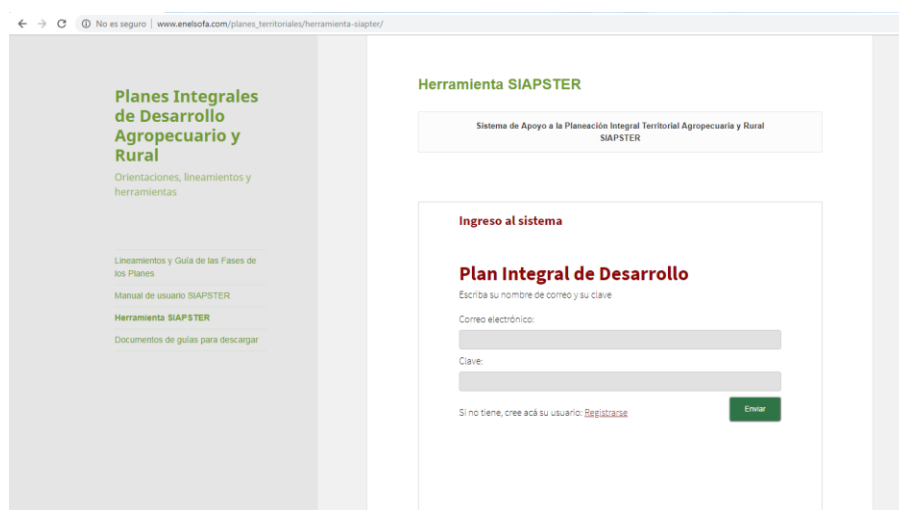 No es seguro | www.enelsofa.com/planes_territoriales/herramienta-siapter/
Planes Integrales
de Desarrollo
Agropecuario y
Rural
Orientaciones, lineamientos y
herramientas
Lineamientos y Guía de las Fases de
los Planes
Manual de usuario SIAPSTER
Herramienta SIAPSTER
Documentos de guías para descargar
Herramienta SIAPSTER
Sistema de Apoyo a la Planeación Integral Territorial Agropecuaria y Rural
SIAPSTER
Ingreso al sistema
Plan Integral de Desarrollo
Escriba su nombre de correo y su clave
Correo electrónico:
Clave:
Si no tiene, cree acá su usuario: Registrarse
Enviar